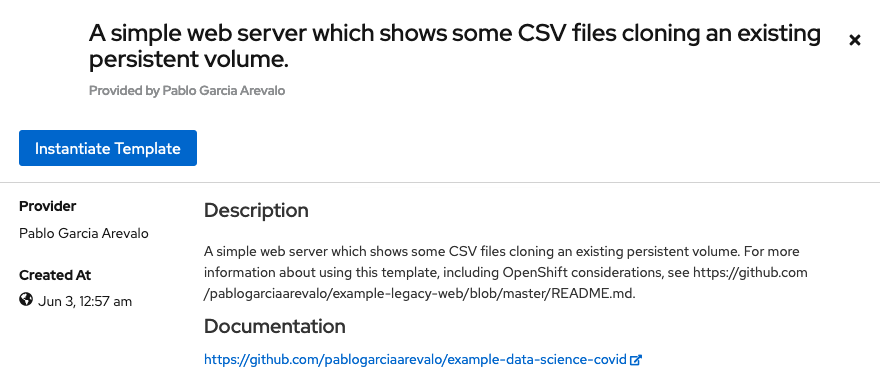 A simple web server which shows some CSV files cloning an existing
persistent volume.
Provided by Pablo Garcia Arevalo
Instantiate Template
Provider
Pablo Garcia Arevalo
Created At
Jun 3, 12:57 am
Description
A simple web server which shows some CSV files cloning an existing persistent volume. For more
information about using this template, including OpenShift considerations, see https://github.com
/pablogarciaarevalo/example-legacy-web/blob/master/README.md.
Documentation
https://github.com/pablogarciaarevalo/example-data-science-covid